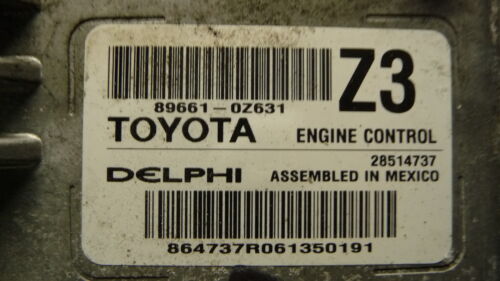 89661-0Z631
Z3
TOYOTA ENGINE CONTROL
28514737
DELPHI ASSEMBLED IN MEXICO
864737R061350191